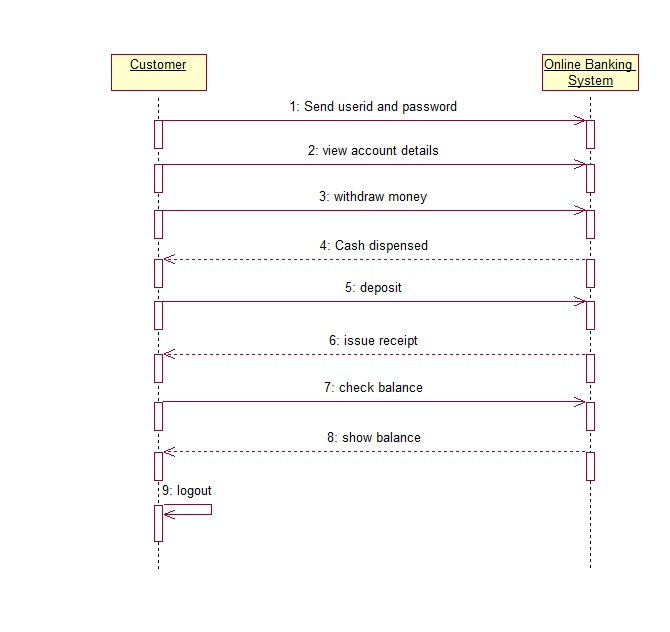 Customer
Online Banking
System
1: Send userid and password
2: view account details
3: withdraw money
4: Cash dispensed
5: deposit
6: issue receipt
7: check balance
8: show balance
9: logout